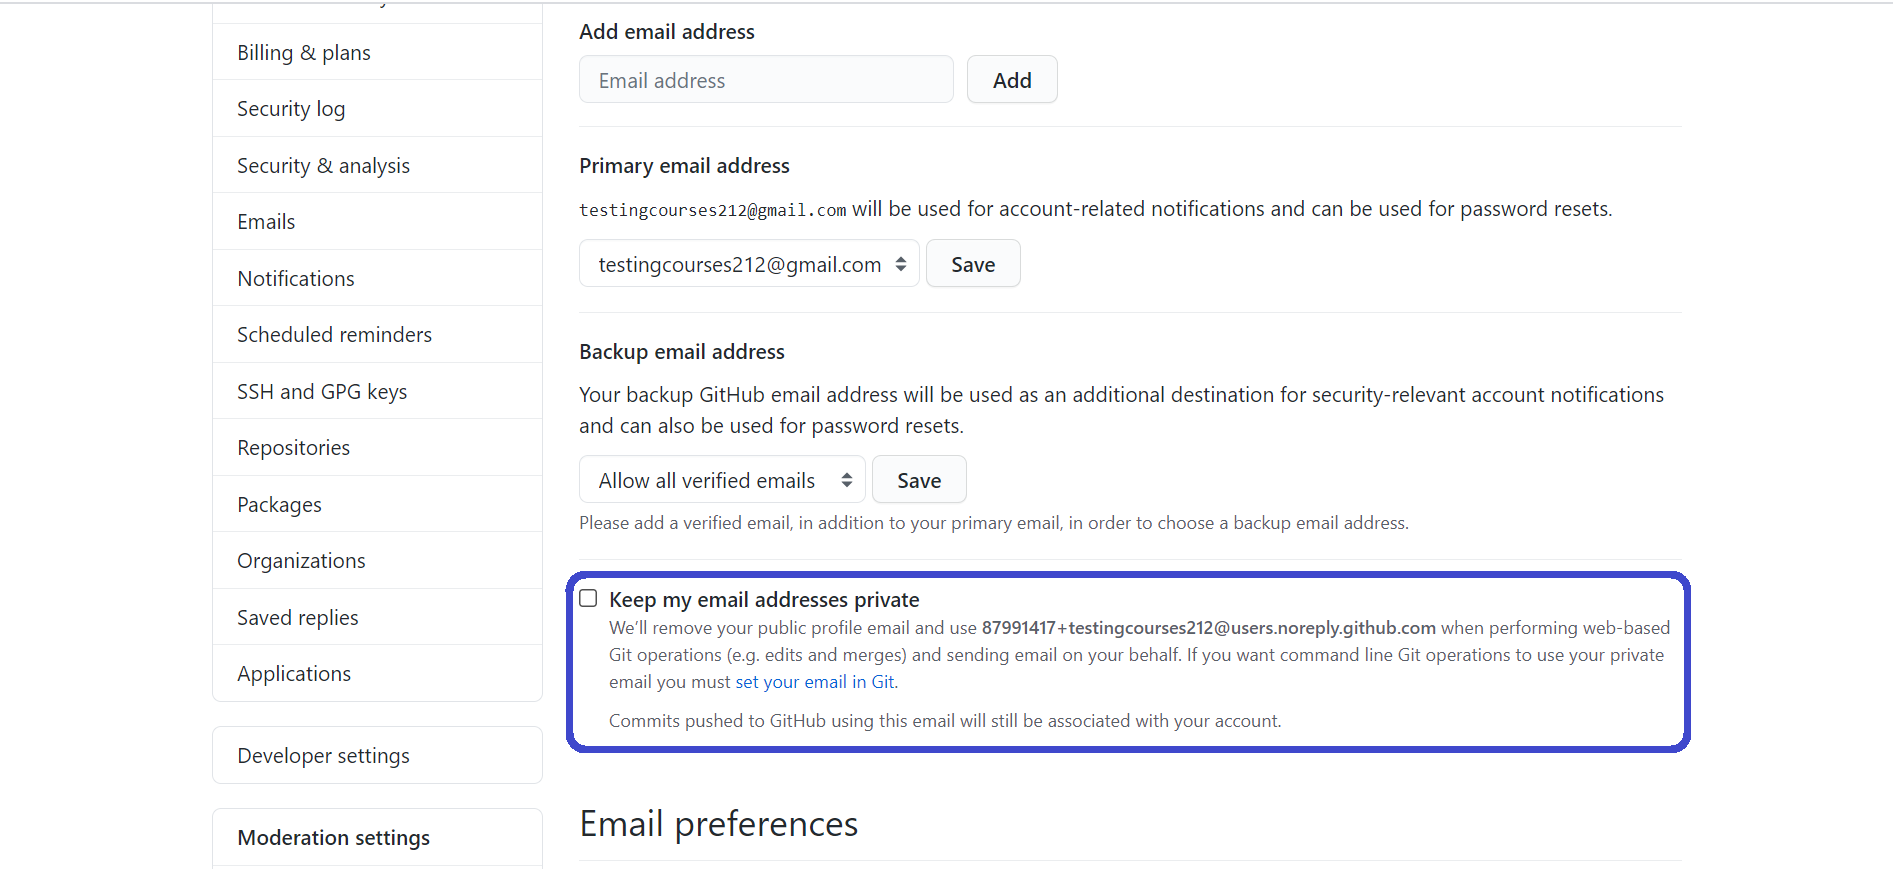 Billing & plans
Security log
Security & analysis
Emails
Notifications
Scheduled reminders
SSH and GPG keys
Repositories
Packages
Organizations
Saved replies
Applications
Developer settings
Moderation settings
Add email address
Email address
Add
Primary email address
testingcourses212@gmail.com will be used for account-related notifications and can be used for password resets.
testingcourses212@gmail.com
Save
Backup email address
Your backup GitHub email address will be used as an additional destination for security-relevant account notifications
and can also be used for password resets.
Allow all verified emails
Save
Please add a verified email, in addition to your primary email, in order to choose a backup email address.
Keep my email addresses private
We’ll remove your public profile email and use 87991417+testingcourses212@users.noreply.github.com when performing web-based
Git operations (e.g. edits and merges) and sending email on your behalf. If you want command line Git operations to use your private
email you must set your email in Git.
Commits pushed to GitHub using this email will still be associated with your account.
Email preferences